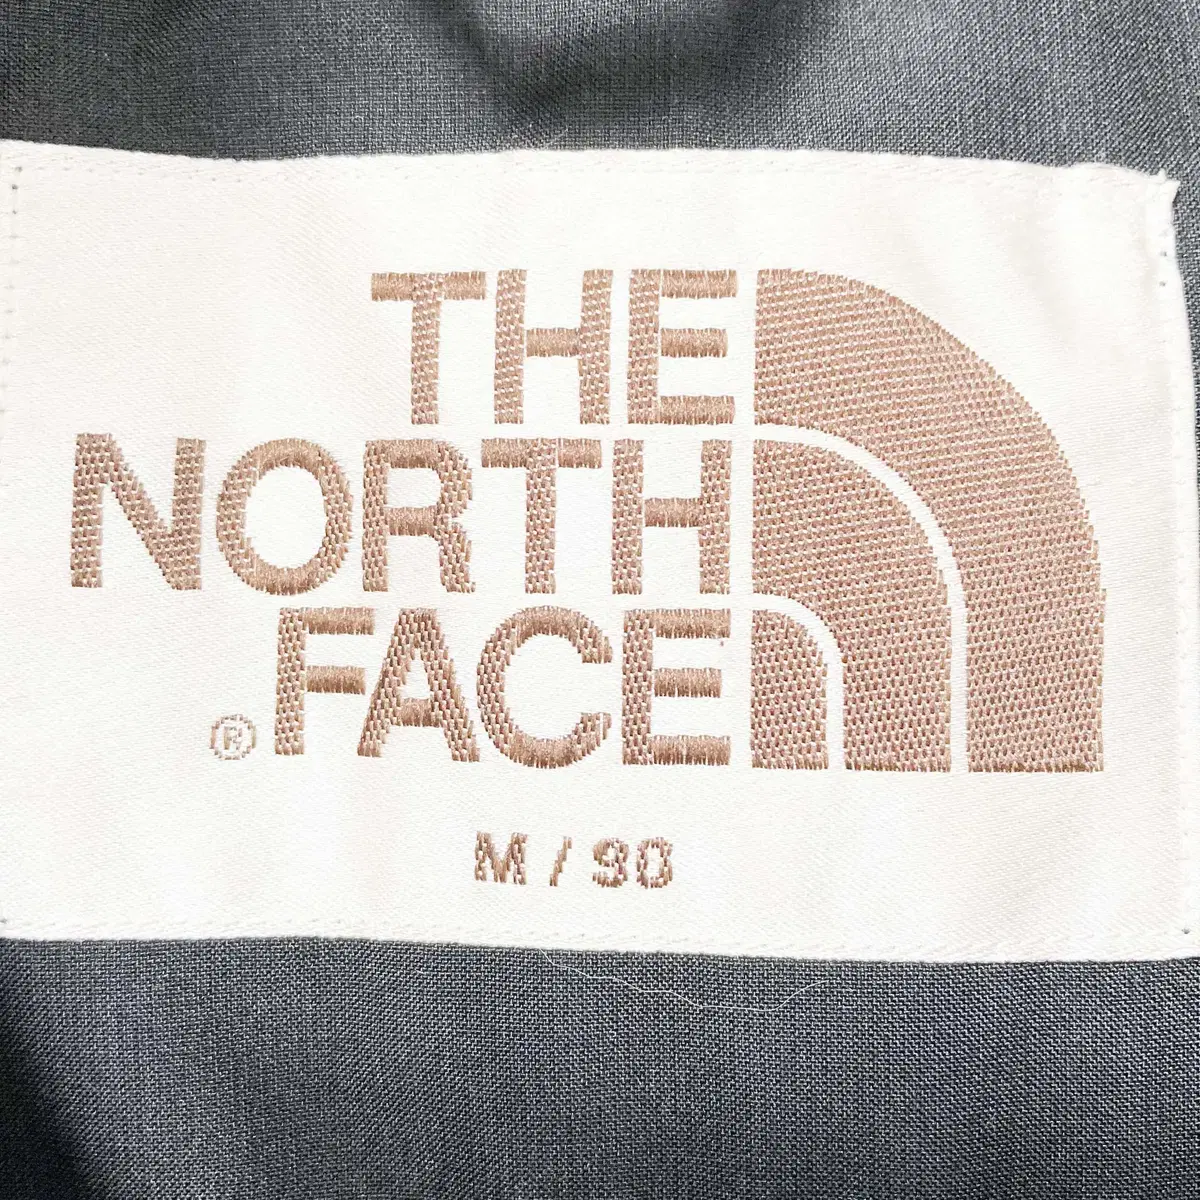 THE
NORTH
FACE
®
M / 90